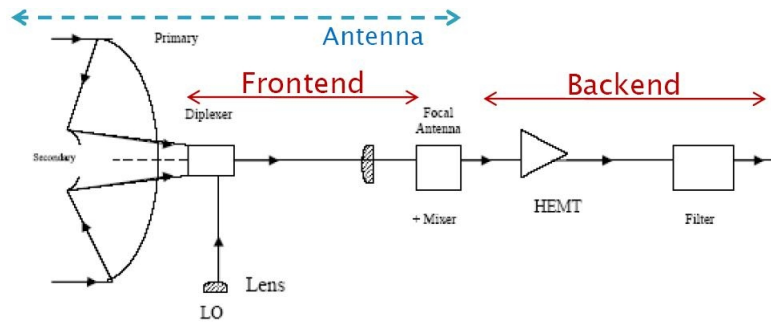 Primary
Antenna
Frontend
Backend
Diplexer
Focal
Antenna
Secondary
HEMT
+ Mixer
Filter
Lens
LO